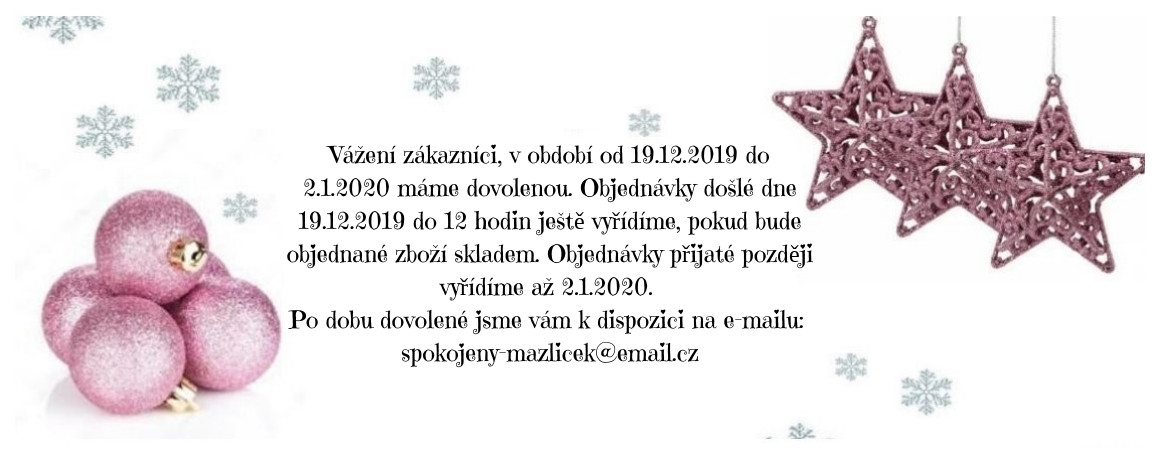 Vážení zákazníci, v období od 19.12.2019 do
2.1.2020 máme dovolenou. Objednávky došlé dne
19.12.2019 do 12 hodin ještě vyřídíme, pokud bude
objednané zboží skladem. Objednávky přijaté později
vyřídíme až 2.1.2020.
Po dobu dovolené jsme vám k dispozici na e-mailu:
spokojeny-mazlicek@email.cz